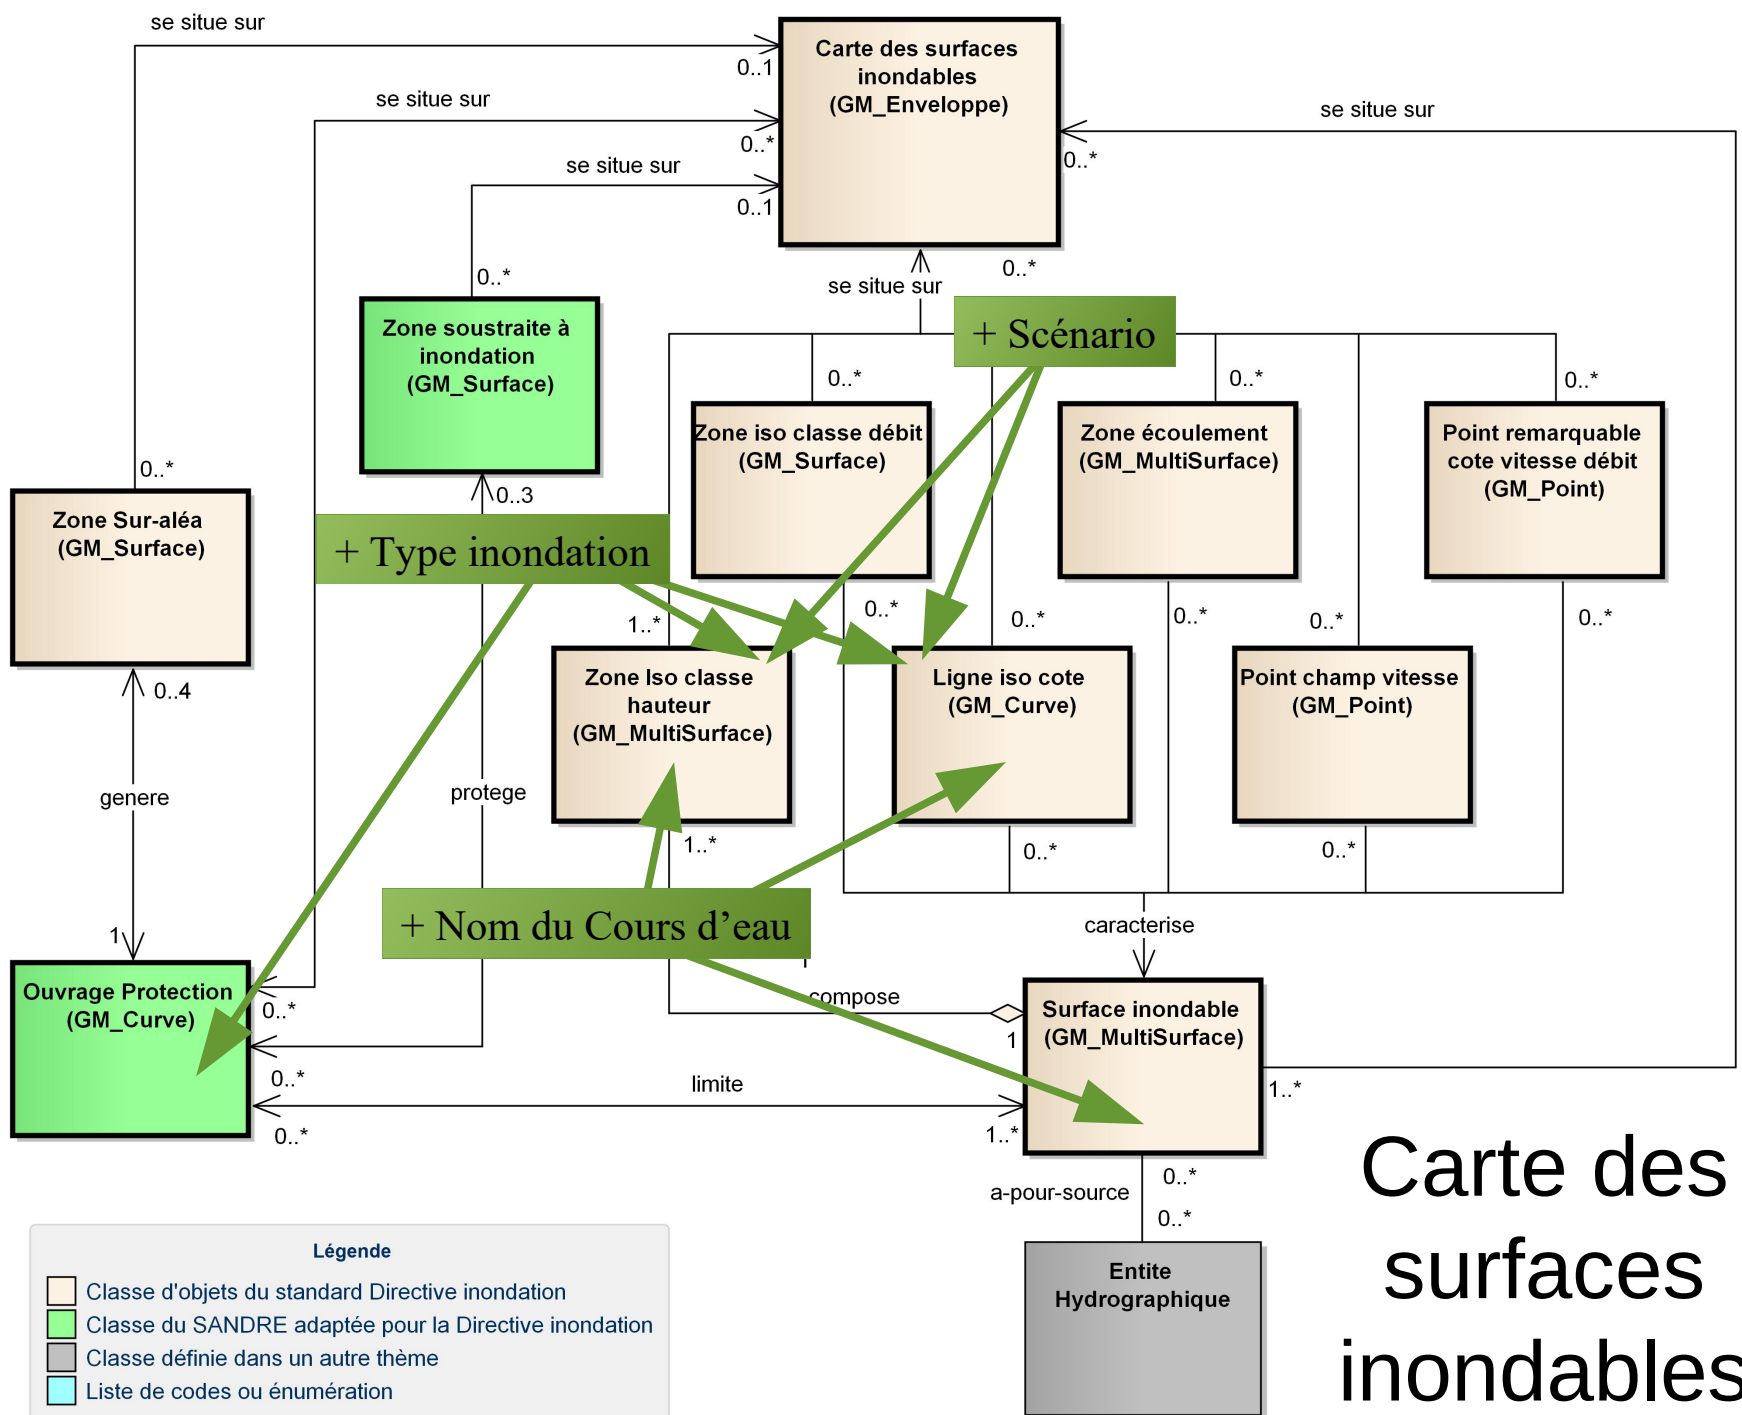 se situe sur
Carte des surfaces
inondables
(GM_Enveloppe)
0..1
se situe sur
0..*
se situe sur
0..*
se situe sur
0..1
0..*
0..*
se situe sur
Zone soustraite à
inondation
(GM_Surface)
+ Scénario
0..*
0..*
0..*
Zone iso classe débit
(GM_Surface)
Zone écoulement
(GM_MultiSurface)
Point remarquable
cote vitesse débit
(GM_Point)
0..*
0..3
Zone Sur-aléa
(GM_Surface)
+ Type inondation
0..*
0..*
0..*
1..*
0..*
0..*
Zone Iso classe
hauteur
(GM_MultiSurface)
Ligne iso cote
(GM_Curve)
Point champ vitesse
(GM_Point)
0..4
genere
protege
1..*
0..*
0..*
+ Nom du Cours d’eau
caracterise
1
Ouvrage Protection
(GM_Curve)
0..*
compose
1
Surface inondable
(GM_MultiSurface)
0..*
limite
1..*
0..*
1..*
a-pour-source
0..*
0..*
Entite
Hydrographique
Carte des
surfaces
inondables
Légende
Classe d'objets du standard Directive inondation
Classe du SANDRE adaptée pour la Directive inondation
Classe définie dans un autre thème
Liste de codes ou énumération